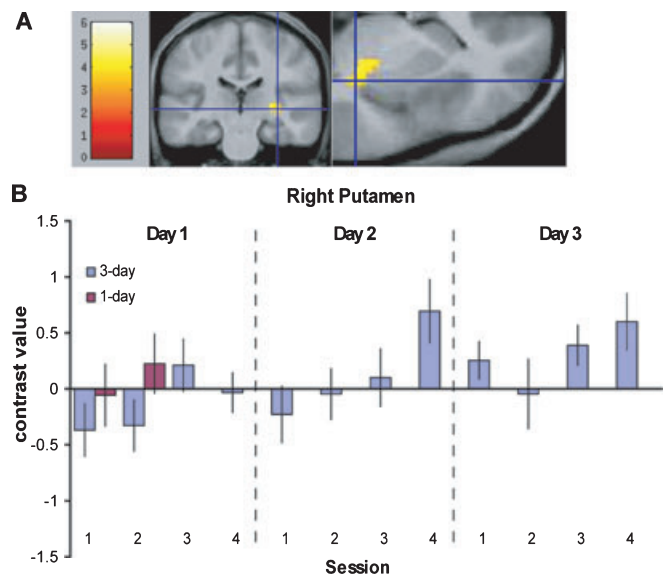 A
6
5
4
3
2
1
0
B
Right Putamen
1.5
1
0.5
0
-0.5
-1
-1.5
contrast value
Day 1
Day 2
Day 3
3-day
1-day
1 2 3 4 1 2 3 4 1 2 3 4
Session